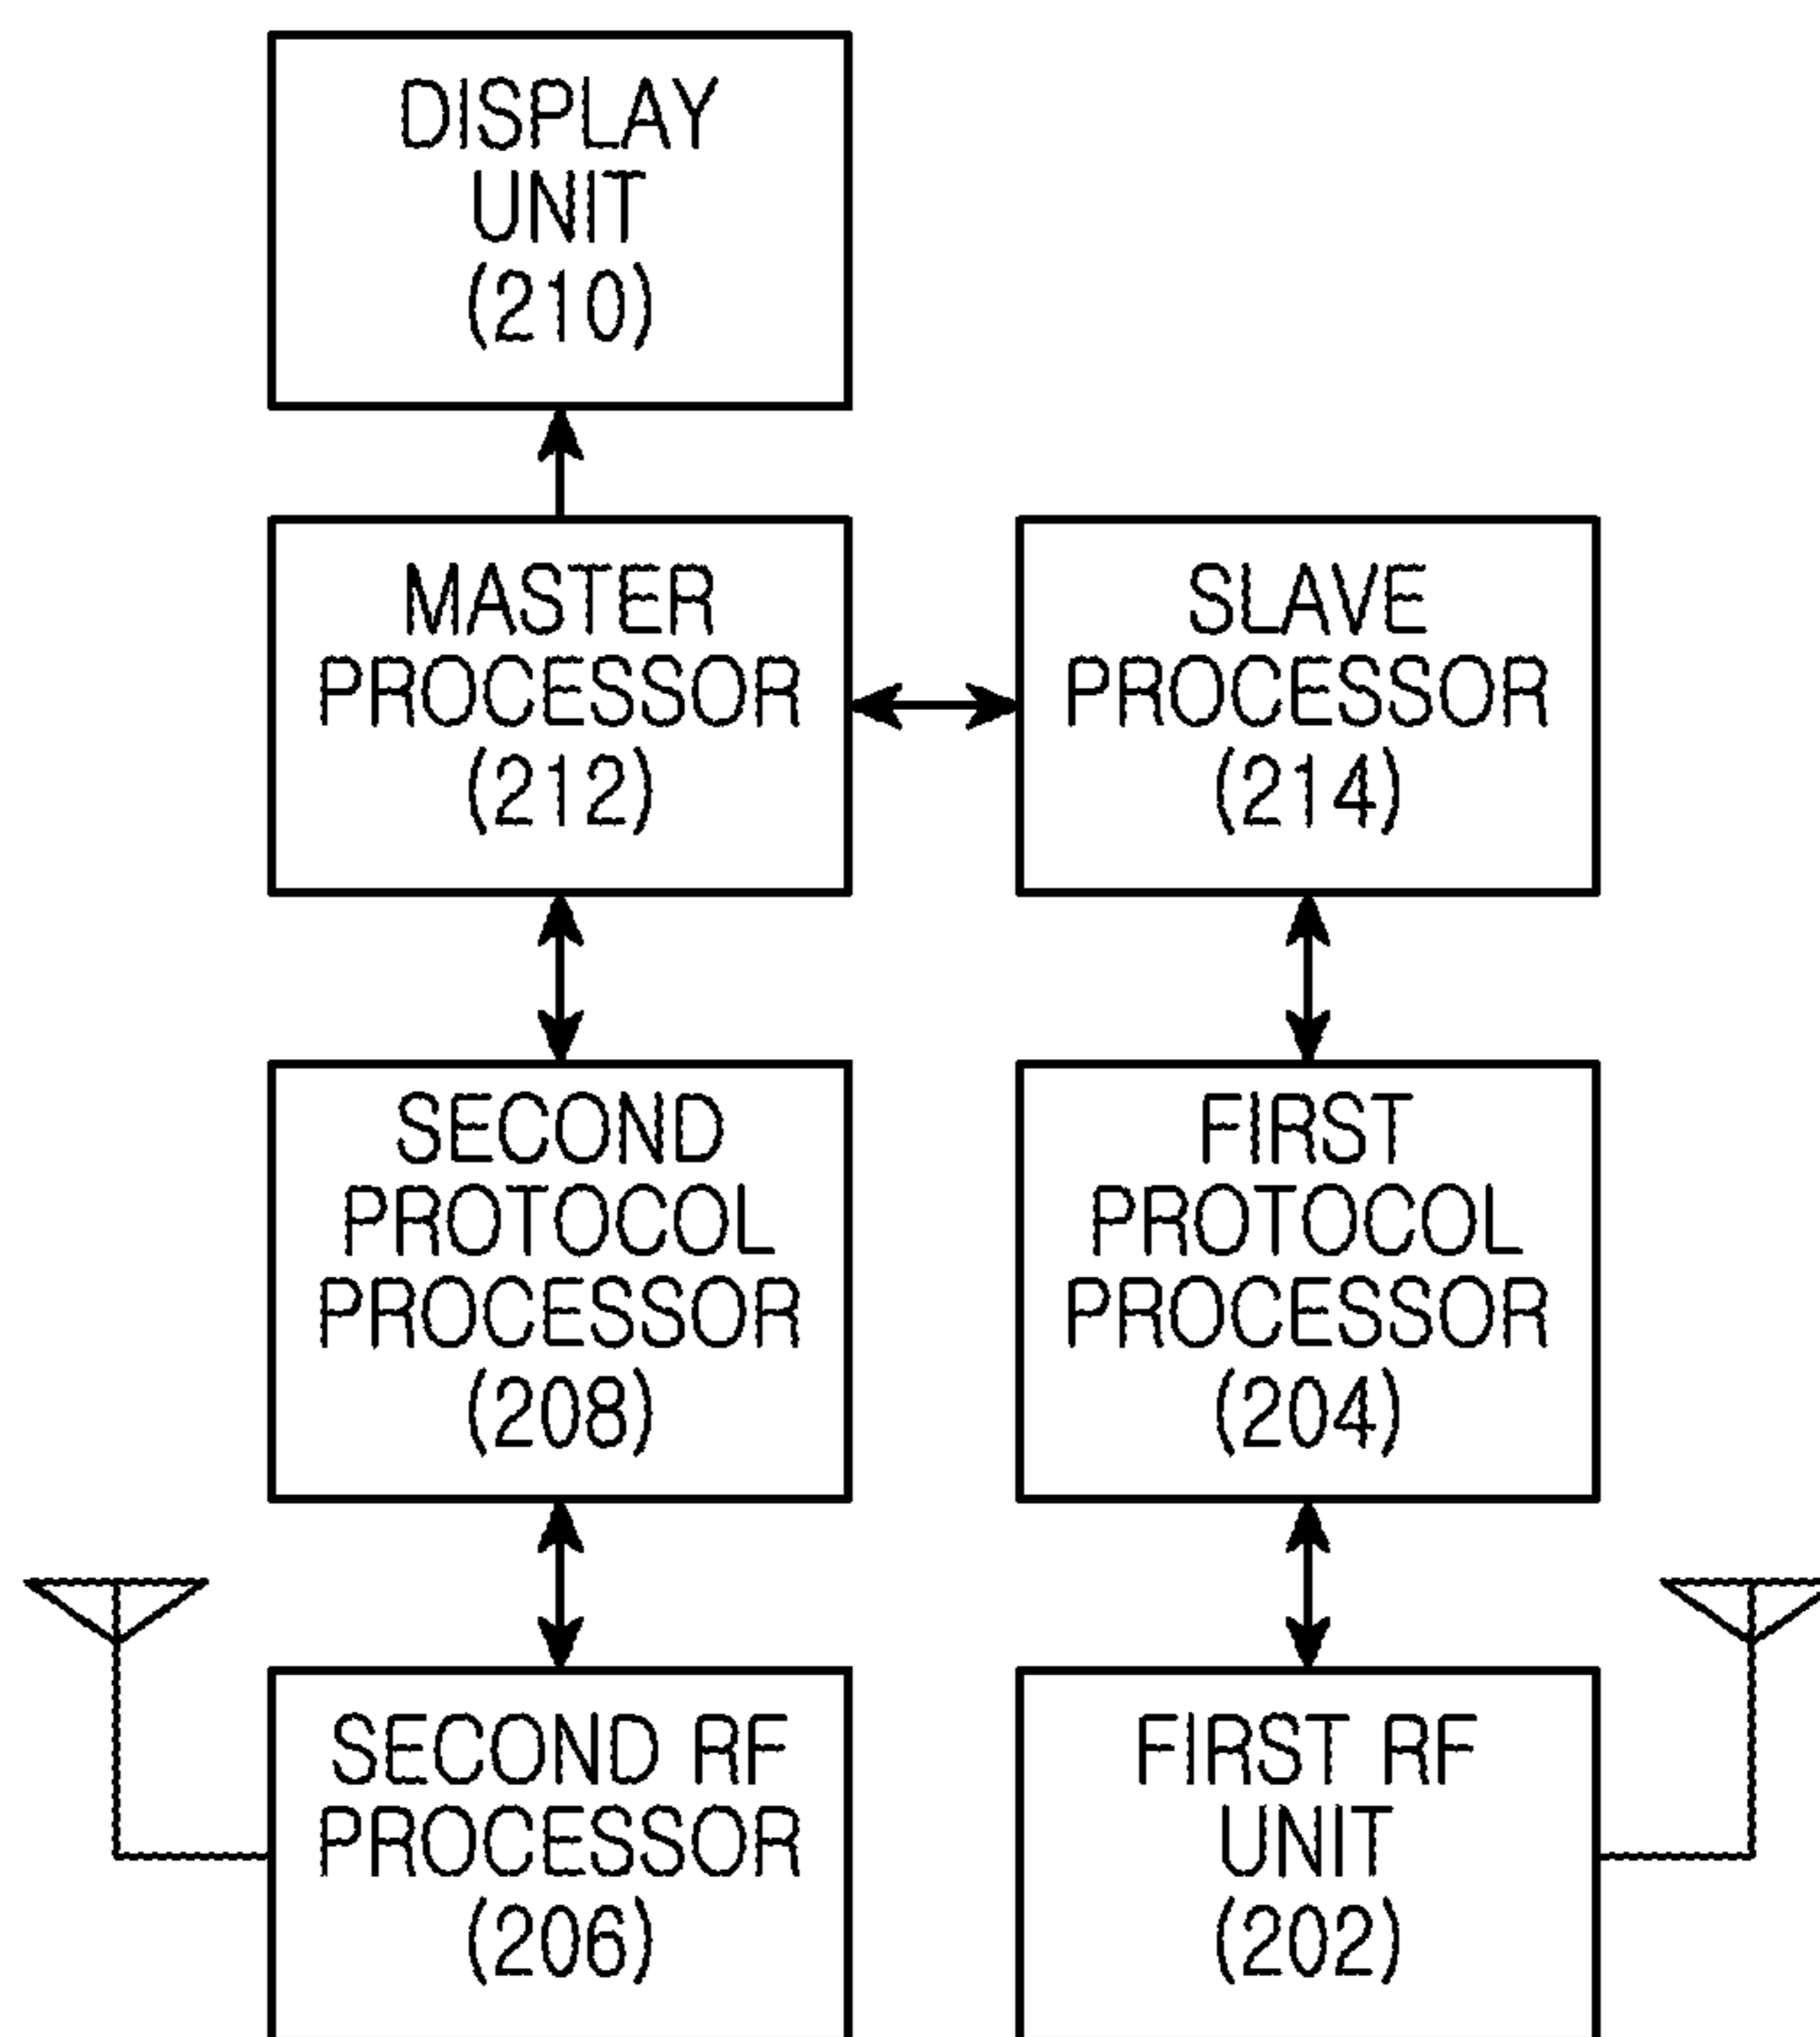 DISPLAY
UNIT
(210)
MASTER
PROCESSOR
(212)
SLAVE
PROCESSOR
(214)
SECOND
PROTOCOL
PROCESSOR
(208)
FIRST
PROTOCOL
PROCESSOR
(204)
SECOND RF
PROCESSOR
(206)
FIRST RF
UNIT
(202)